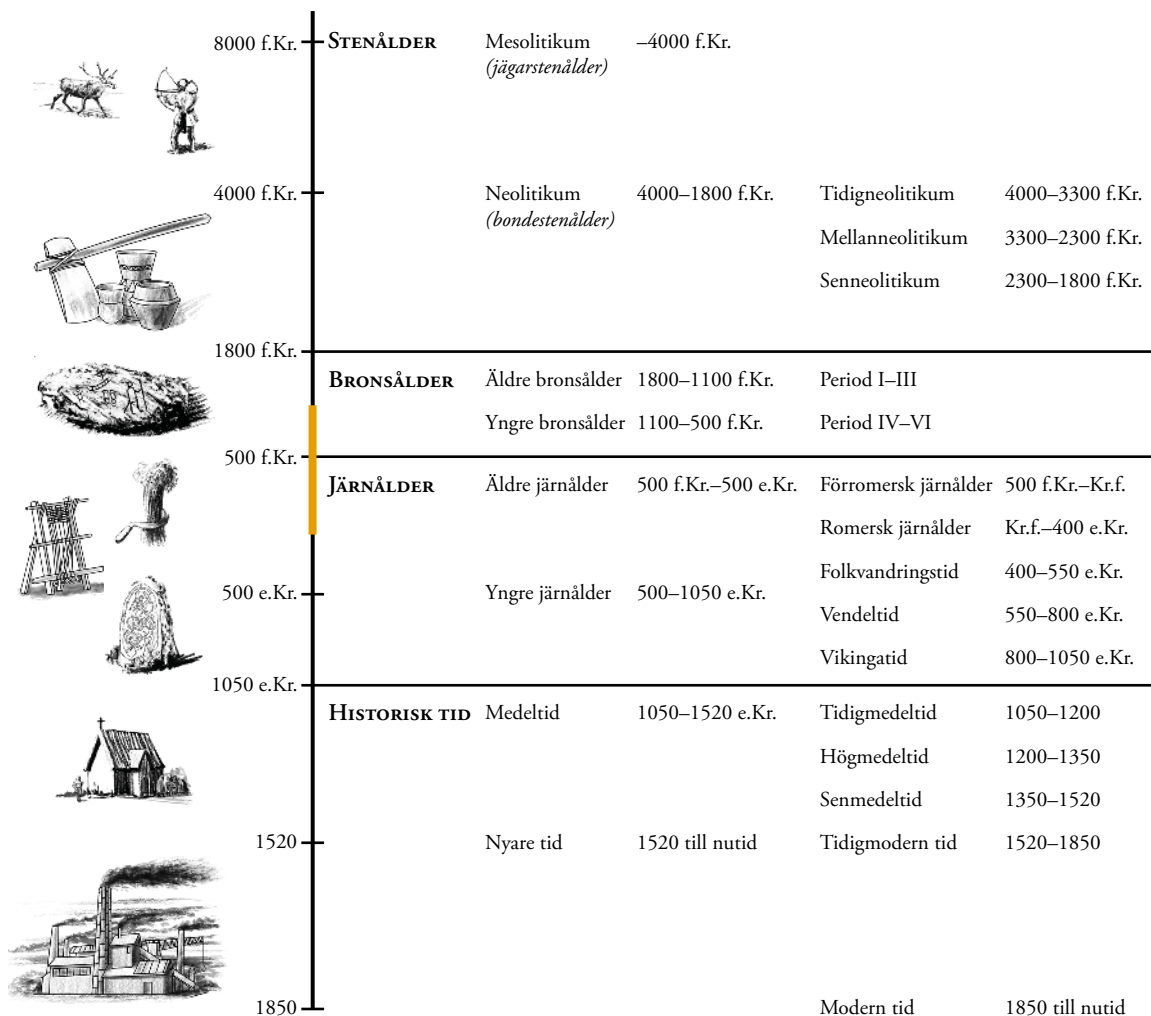 8000 f.Kr. Stenålder Mesolitikum –4000 f.Kr.
(jägarstenålder)
4000 f.Kr. Neolitikum 4000–1800 f.Kr. Tidigneolitikum 4000–3300 f.Kr.
(bondestenålder)
Mellanneolitikum 3300–2300 f.Kr.
Senneolitikum 2300–1800 f.Kr.
1800 f.Kr.
Bronsålder Äldre bronsålder 1800–1100 f.Kr. Period I–III
Yngre bronsålder 1100–500 f.Kr. Period IV–VI
500 f.Kr.
Järnålder Äldre järnålder 500 f.Kr.–500 e.Kr. Förromersk järnålder 500 f.Kr.–Kr.f.
Romersk järnålder Kr.f.–400 e.Kr.
Folkvandringstid 400–550 e.Kr.
500 e.Kr. Yngre järnålder 500–1050 e.Kr.
Vendeltid 550–800 e.Kr.
Vikingatid 800–1050 e.Kr.
1050 e.Kr.
Historisk tid Medeltid 1050–1520 e.Kr. Tidigmedeltid 1050–1200
Högmedeltid 1200–1350
Senmedeltid 1350–1520
1520 Nyare tid 1520 till nutid Tidigmodern tid 1520–1850
1850 Modern tid 1850 till nutid